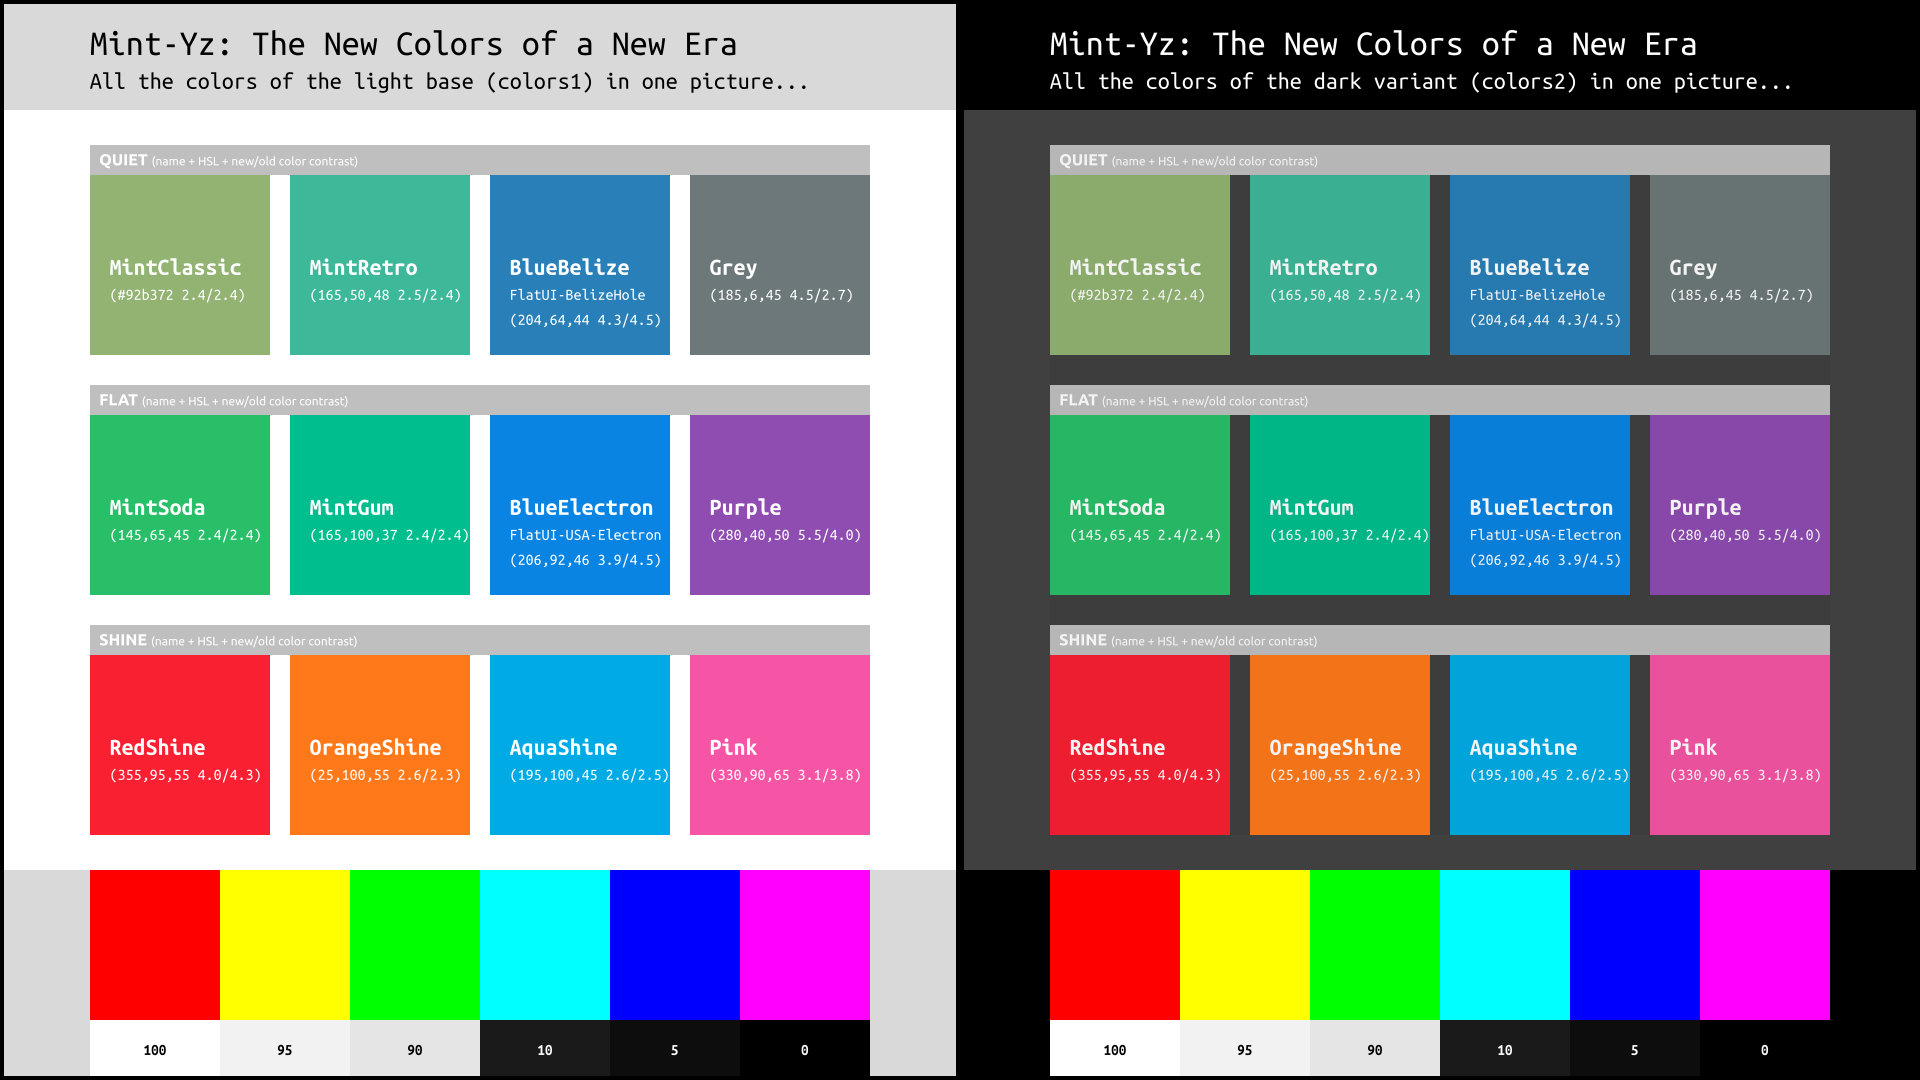 Mint-Yz: The New Colors of a New Era
All the colors of the light base (colors1) in one picture...
QUIET (name + HSL + new/old color contrast)
MintClassic
(#92b372 2.4/2.4)
MintRetro
(165,50,48 2.5/2.4)
BlueBelize
FlatUI-BelizeHole
(204,64,44 4.3/4.5)
Grey
(185,6,45 4.5/2.7)
FLAT (name + HSL + new/old color contrast)
MintSoda
(145,65,45 2.4/2.4)
MintGum
(165,100,37 2.4/2.4)
BlueElectron
FlatUI-USA-Electron
(206,92,46 3.9/4.5)
Purple
(280,40,50 5.5/4.0)
SHINE (name + HSL + new/old color contrast)
RedShine
(355,95,55 4.0/4.3)
OrangeShine
(25,100,55 2.6/2.3)
AquaShine
(195,100,45 2.6/2.5)
Pink
(330,90,65 3.1/3.8)
100 95 90 10 5 0
Mint-Yz: The New Colors of a New Era
All the colors of the dark variant (colors2) in one picture...
QUIET (name + HSL + new/old color contrast)
MintClassic
(#92b372 2.4/2.4)
MintRetro
(165,50,48 2.5/2.4)
BlueBelize
FlatUI-BelizeHole
(204,64,44 4.3/4.5)
Grey
(185,6,45 4.5/2.7)
FLAT (name + HSL + new/old color contrast)
MintSoda
(145,65,45 2.4/2.4)
MintGum
(165,100,37 2.4/2.4)
BlueElectron
FlatUI-USA-Electron
(206,92,46 3.9/4.5)
Purple
(280,40,50 5.5/4.0)
SHINE (name + HSL + new/old color contrast)
RedShine
(355,95,55 4.0/4.3)
OrangeShine
(25,100,55 2.6/2.3)
AquaShine
(195,100,45 2.6/2.5)
Pink
(330,90,65 3.1/3.8)
100 95 90 10 5 0